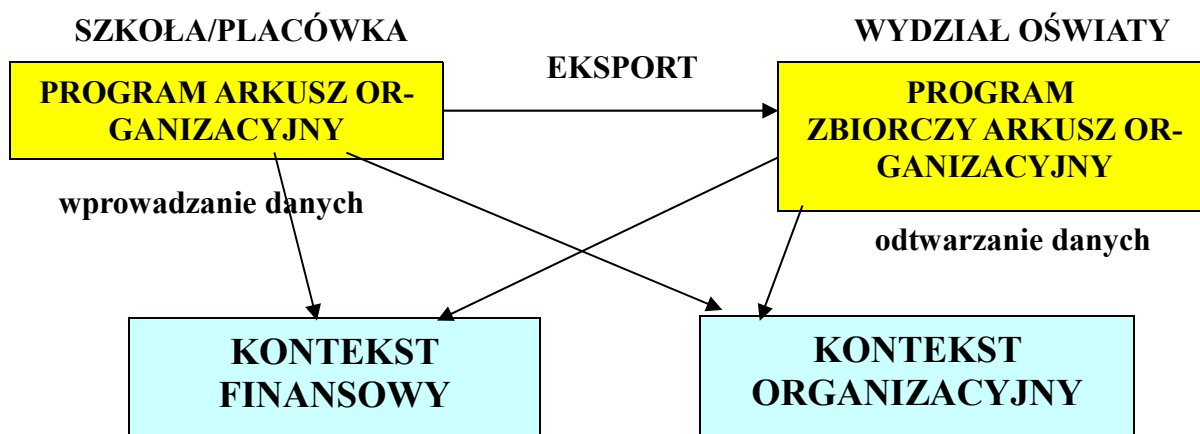 SZKOŁA/PLACÓWKA
WYDZIAŁ OŚWIATY
PROGRAM ARKUSZ OR-
GANIZACYJNY
EKSPORT
PROGRAM
ZBIORCZY ARKUSZ OR-
GANIZACYJNY
wprowadzanie danych
odtwarzanie danych
KONTEKST
FINANSOWY
KONTEKST
ORGANIZACYJNY